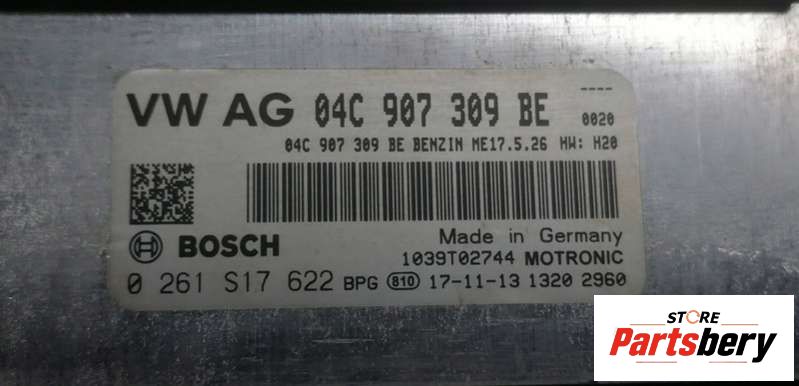 ----
VW AG 04C 907 309 BE 0020
04C 907 309 BE BENZIN ME17.5.26 HW: H20
BOSCH
Made in Germany
1039T02744 MOTRONIC
0 261 S17 622 BPG 810 17-11-13 1320 2960
STORE
Partsbery